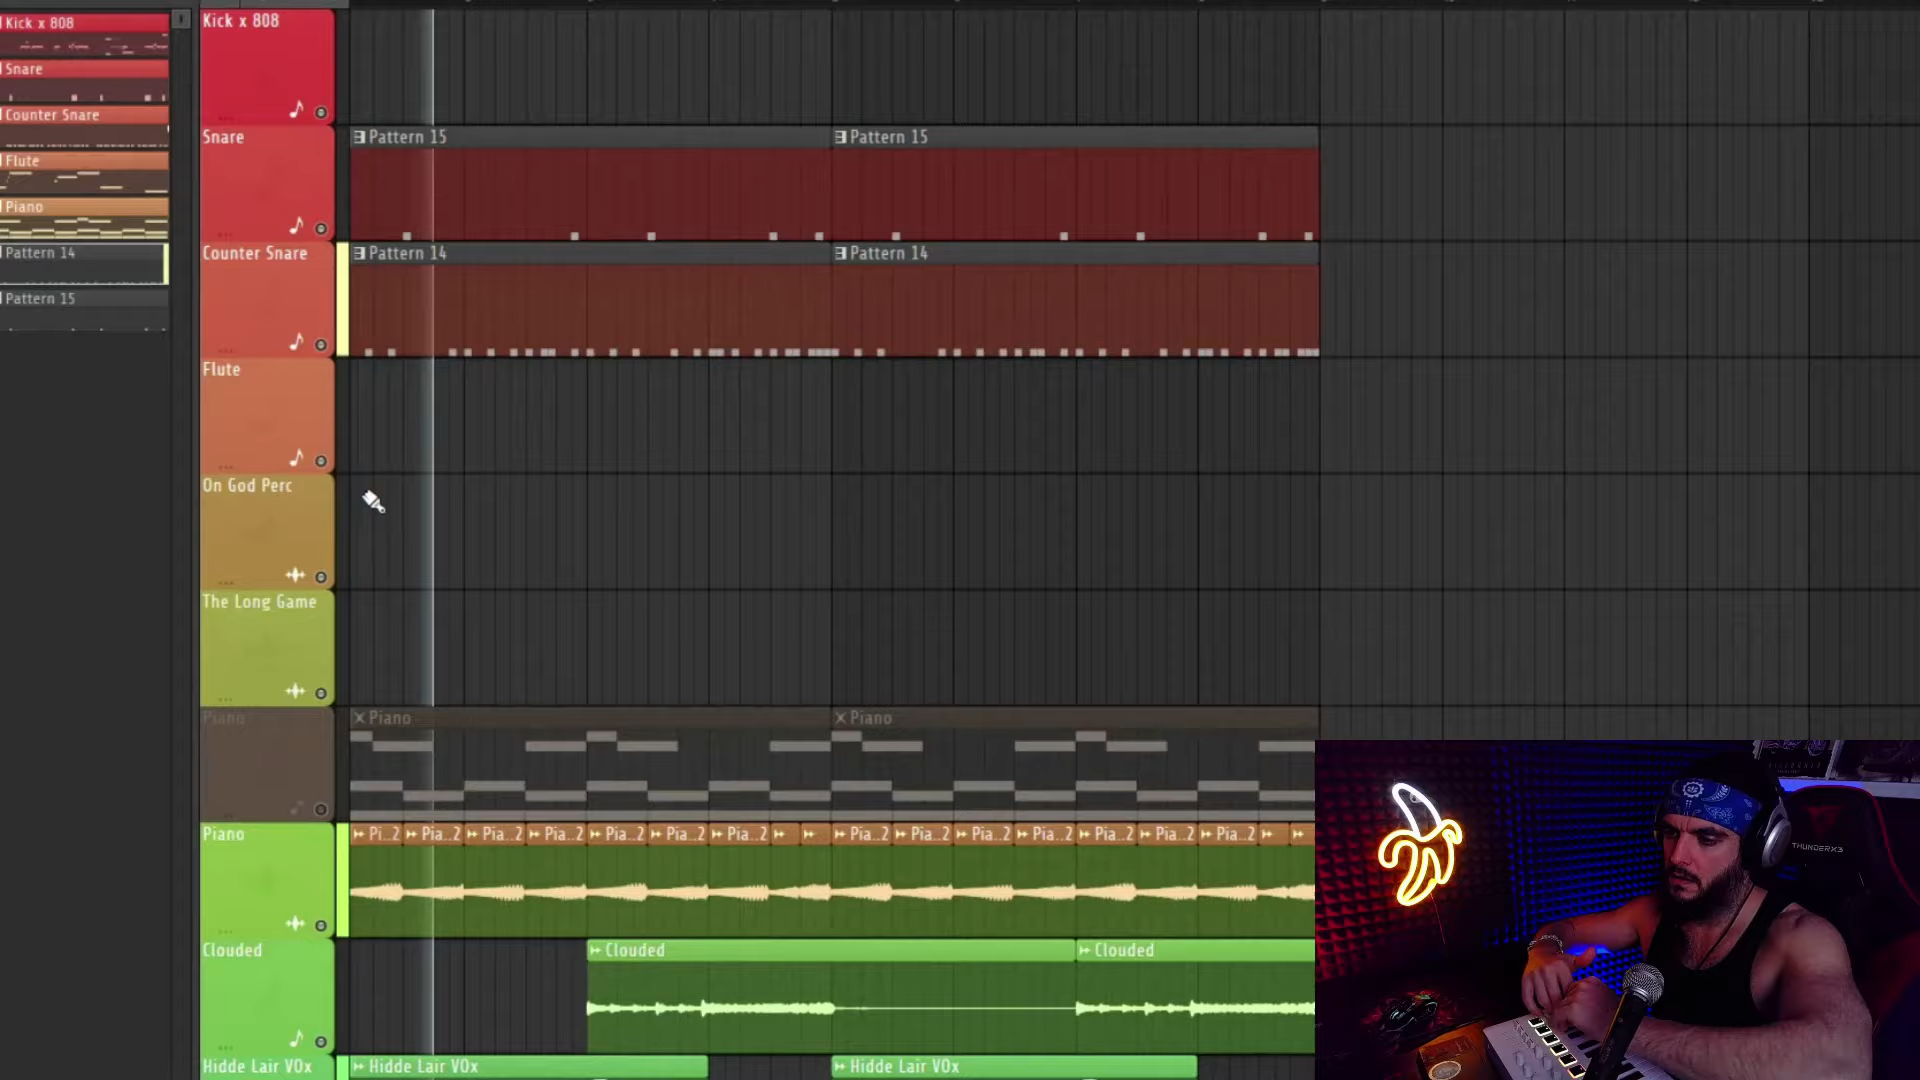 Kick x 808
Snare
Counter Snare
Flute
Piano
Pattern 14
Pattern 15
Kick x 808
Snare
Pattern 15
Pattern 15
Counter Snare
Pattern 14
Pattern 14
Flute
On God Perc
The Long Game
Piano
Piano
Piano
Piano
Pi..2
Pia..2
Pia..2
Pia..2
Pia..2
Pia..2
Pia..2
Pia..2
Pia..2
Pia..2
Pia..2
Pia..2
Pia..2
Pia..2
Clouded
Clouded
Clouded
Hidde Lair VOx
Hidde Lair VOx
Hidde Lair VOx
THUNDERX3